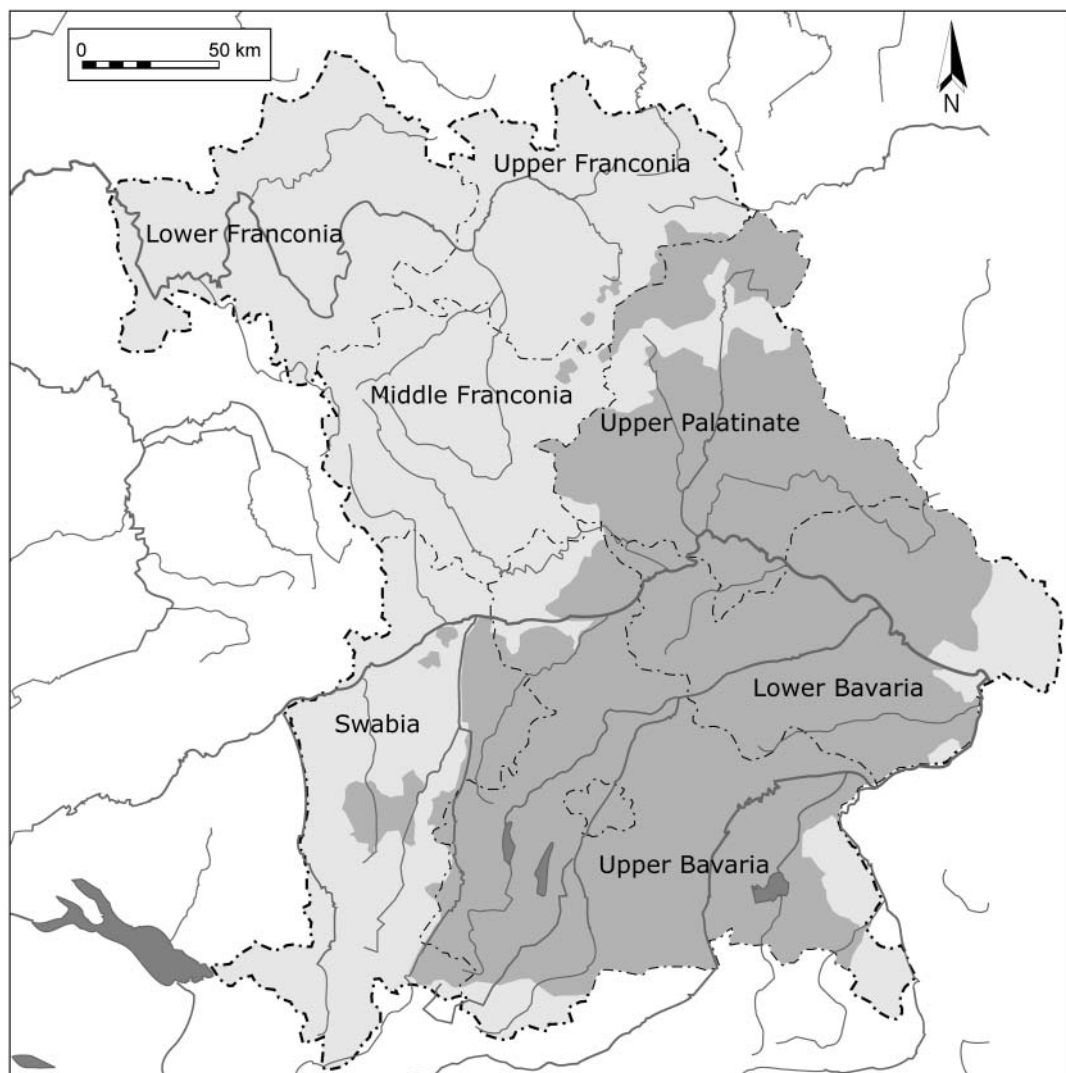 0 50 km
N
Upper Franconia
Lower Franconia
Middle Franconia
Upper Palatinate
Lower Bavaria
Swabia
Upper Bavaria